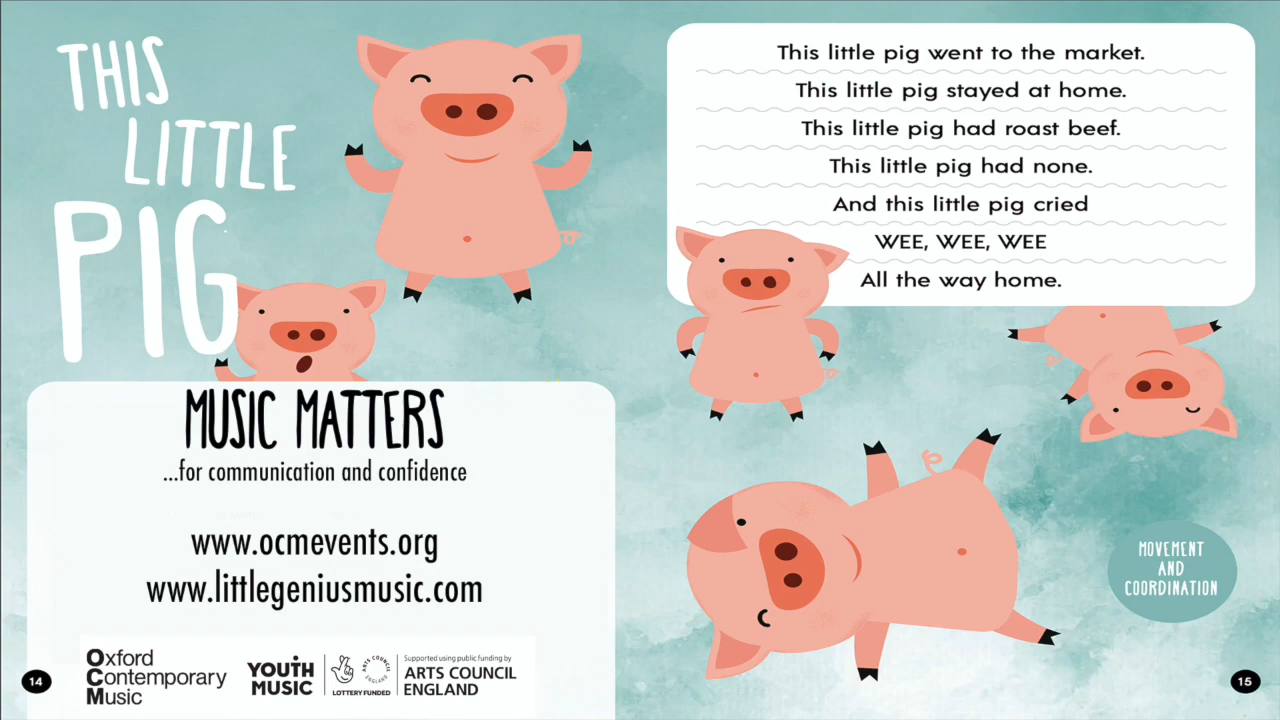 THIS
LITTLE
PIG
MUSIC MATTERS
...for communication and confidence
www.ocmevents.org
www.littlegeniusmusic.com
Oxford
Contemporary
Music
YOUTH
MUSIC
LOTTERY FUNDED
ARTS COUNCIL
ENGLAND
Supported using public funding by
ARTS COUNCIL
ENGLAND
14
This little pig went to the market.
This little pig stayed at home.
This little pig had roast beef.
This little pig had none.
And this little pig cried
WEE, WEE, WEE
All the way home.
MOVEMENT
AND
COORDINATION
15